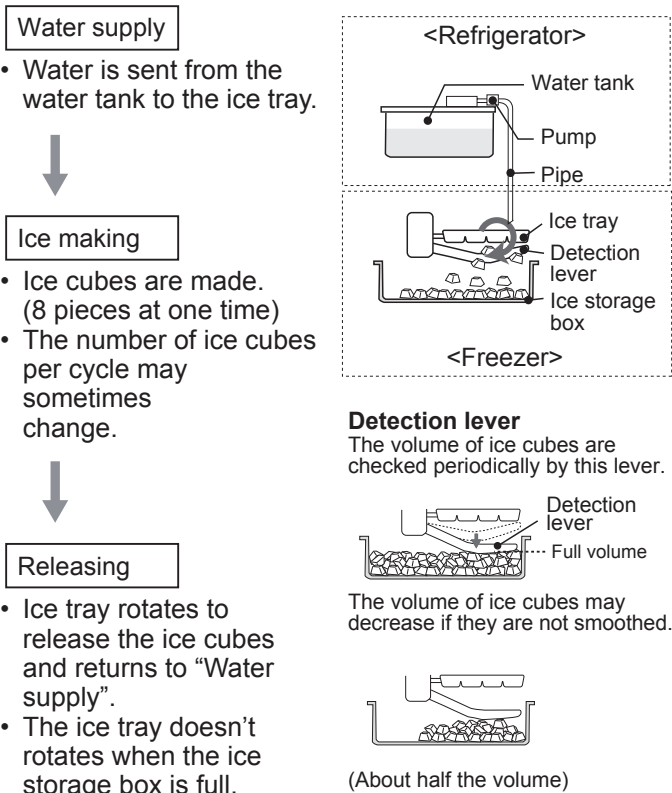 Water supply
• Water is sent from the
water tank to the ice tray.
Ice making
• Ice cubes are made.
(8 pieces at one time)
• The number of ice cubes
per cycle may
sometimes
change.
Releasing
• Ice tray rotates to
release the ice cubes
and returns to “Water
supply”.
• The ice tray doesn’t
rotates when the ice
storage box is full.
<Refrigerator>
Water tank
Pump
Pipe
Ice tray
Detection
lever
Ice storage
box
<Freezer>
Detection lever
The volume of ice cubes are
checked periodically by this lever.
Detection
lever
Full volume
The volume of ice cubes may
decrease if they are not smoothed.
(About half the volume)